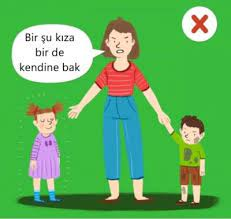 Bir şu kıza
bir de
kendine bak